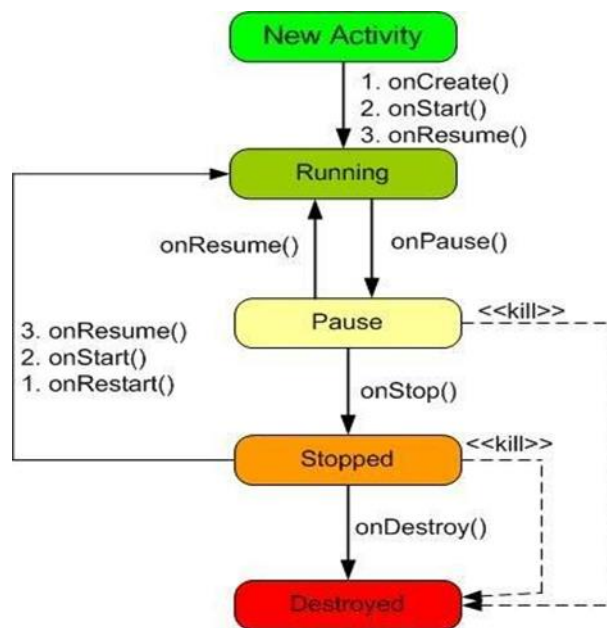 New Activity
1. onCreate()
2. onStart()
3. onResume()
Running
onResume()
onPause()
Pause
<<kill>>
3. onResume()
2. onStart()
1. onRestart()
onStop()
Stopped
<<kill>>
onDestroy()
Destroyed